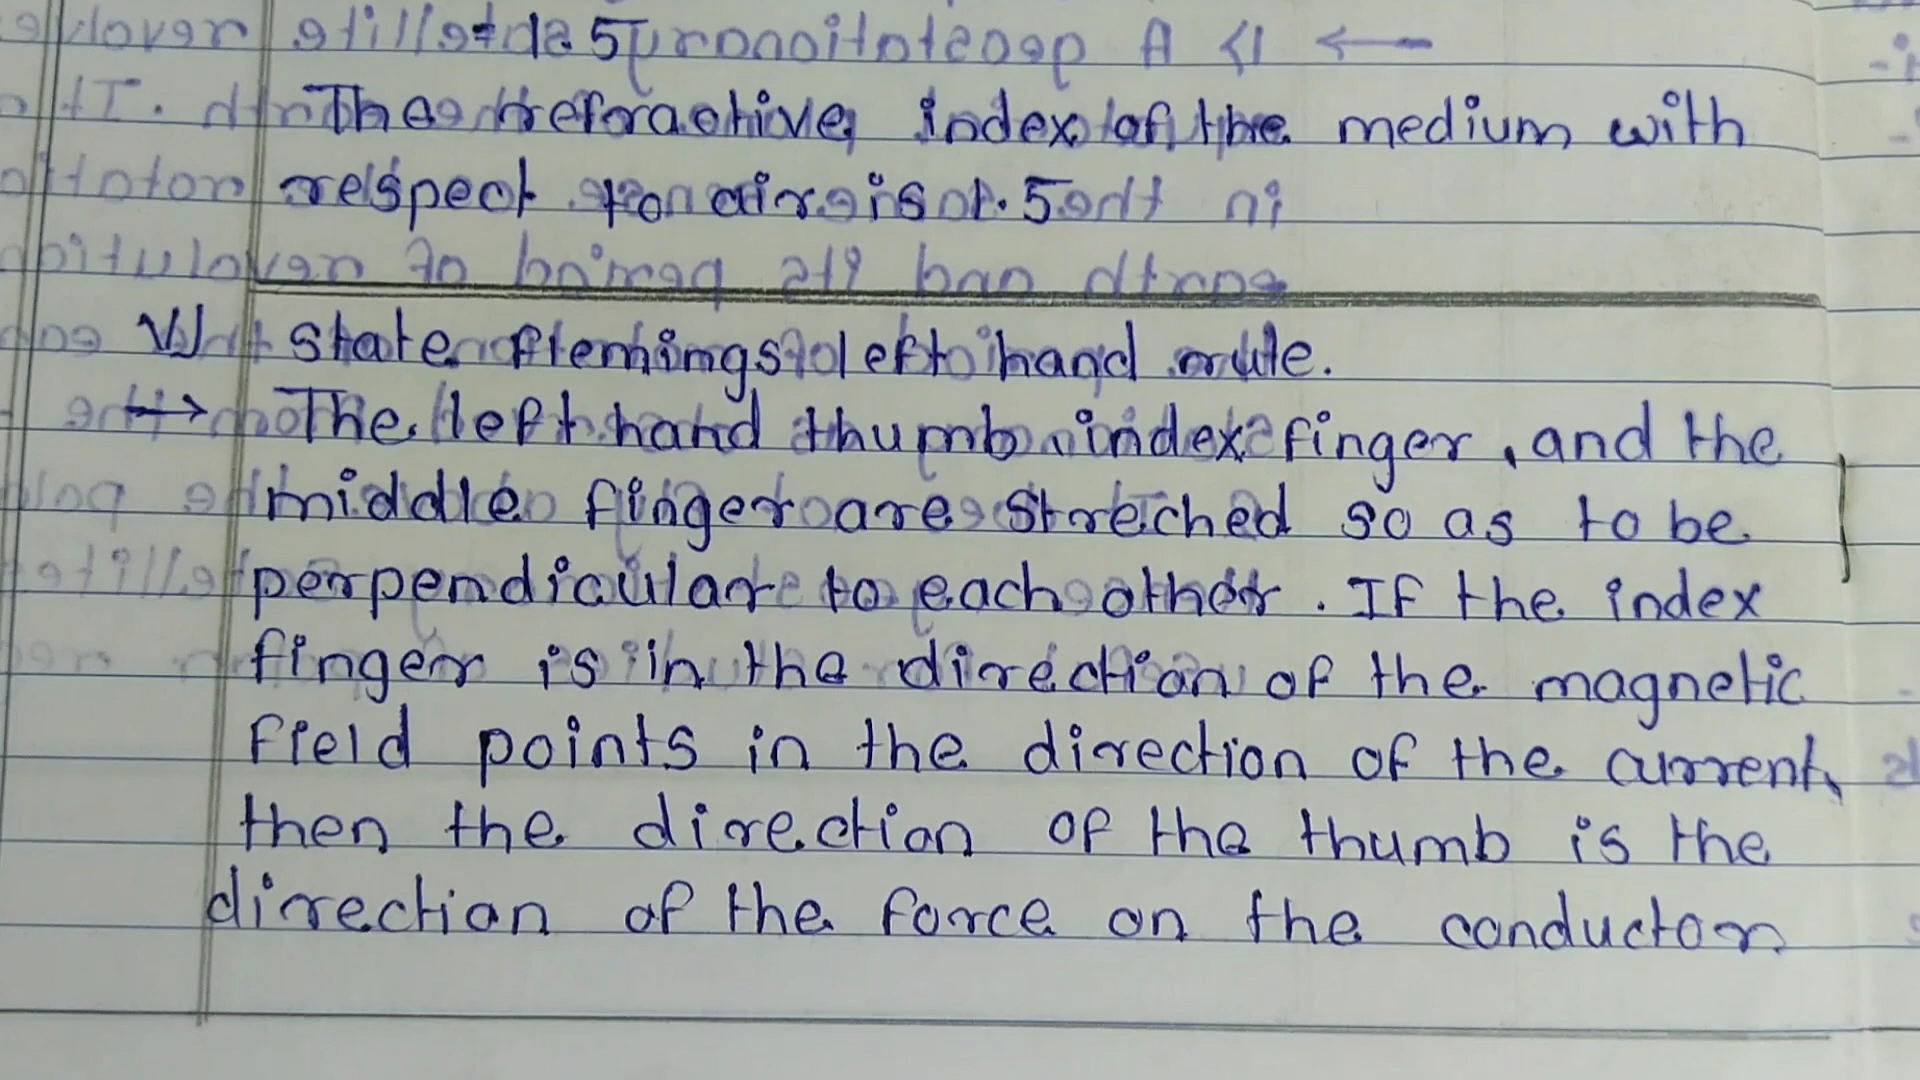 The refractive index of the medium with
respect to air is 1.5
V) State flemings left hand rule.
→ The left hand thumb, index finger, and the
middle finger are stretched so as to be
perpendicular to each other. If the index
finger is in the direction of the magnetic
field points in the direction of the current,
then the direction of the thumb is the
direction of the force on the conductor